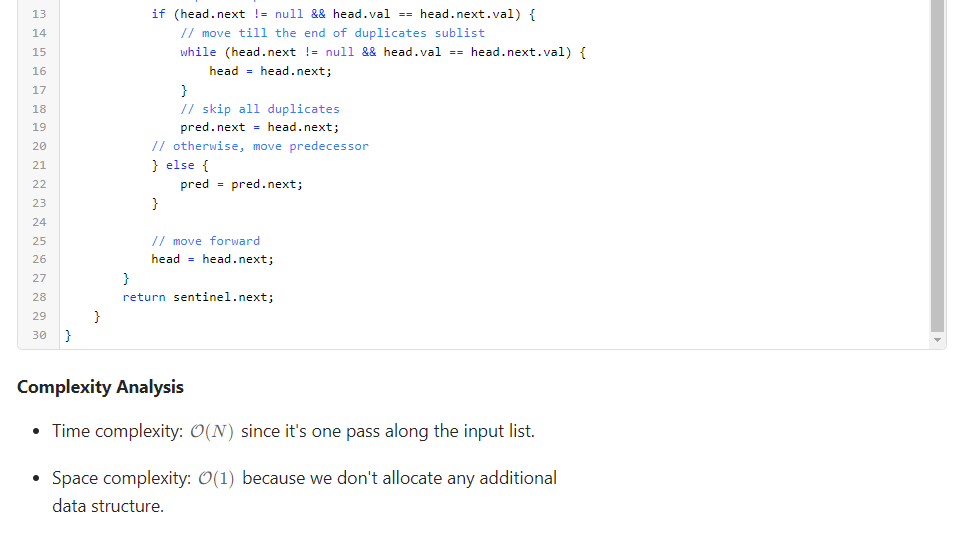 13 if (head.next != null && head.val == head.next.val) {
14 // move till the end of duplicates sublist
15 while (head.next != null && head.val == head.next.val) {
16 head = head.next;
17 }
18 // skip all duplicates
19 pred.next = head.next;
20 // otherwise, move predecessor
21 } else {
22 pred = pred.next;
23 }
24
25 // move forward
26 head = head.next;
27 }
28 return sentinel.next;
29 }
30 }
Complexity Analysis
• Time complexity: O(N) since it's one pass along the input list.
• Space complexity: O(1) because we don't allocate any additional
data structure.